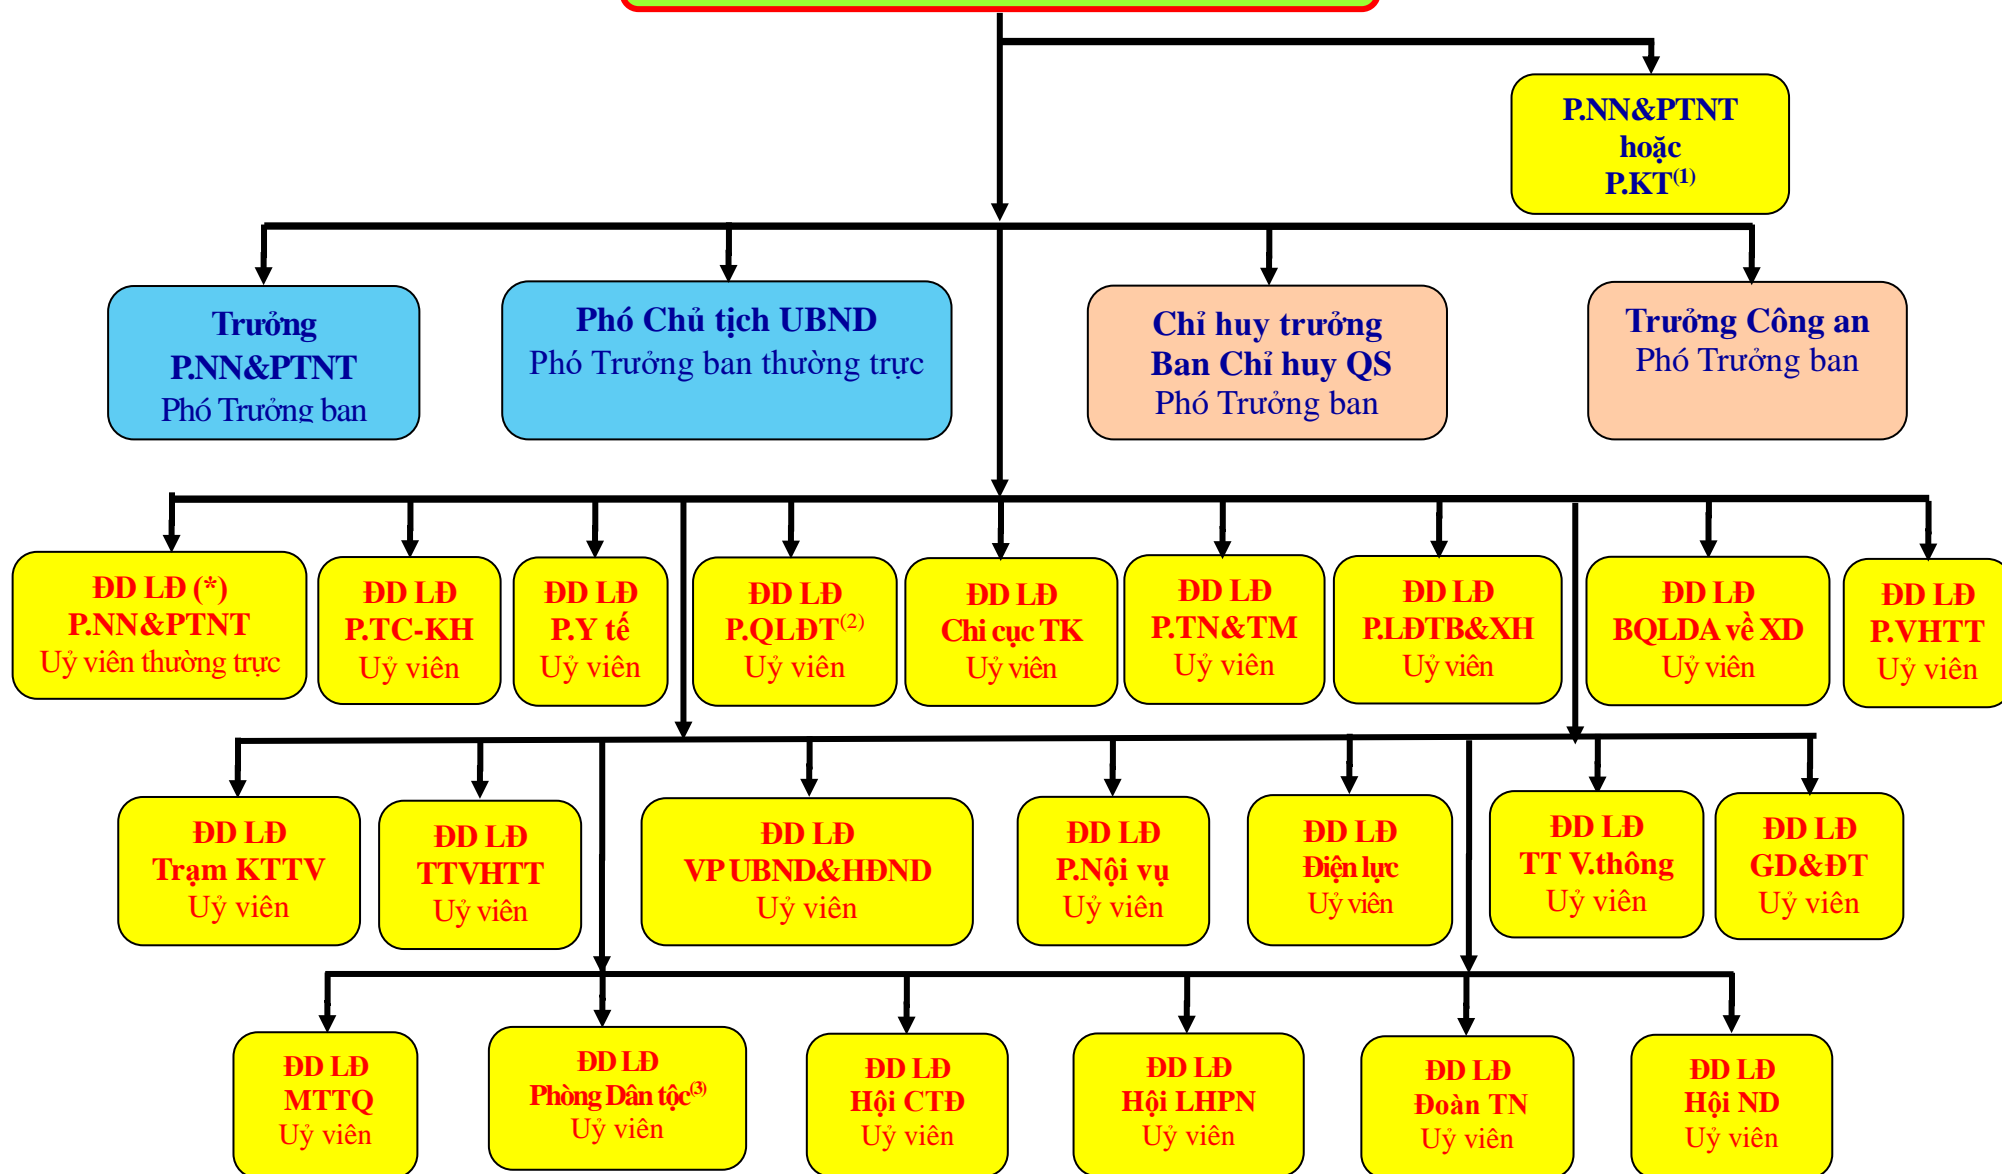 P.NN&PTNT
hoặc
P.KT(1)
Trưởng
P.NN&PTNT
Phó Trưởng ban
Phó Chủ tịch UBND
Phó Trưởng ban thường trực
Chỉ huy trưởng
Ban Chỉ huy QS
Phó Trưởng ban
Trưởng Công an
Phó Trưởng ban
ĐD LĐ (*)
P.NN&PTNT
Uỷ viên thường trực
ĐD LĐ
P.TC-KH
Uỷ viên
ĐD LĐ
P.Y tế
Uỷ viên
ĐD LĐ
P.QLĐT(2)
Uỷ viên
ĐD LĐ
Chi cục TK
Uỷ viên
ĐD LĐ
P.TN&TM
Uỷ viên
ĐD LĐ
P.LĐTB&XH
Uỷ viên
ĐD LĐ
BQLDA về XD
Uỷ viên
ĐD LĐ
P.VHTT
Uỷ viên
ĐD LĐ
Trạm KTTV
Uỷ viên
ĐD LĐ
TTVHTT
Uỷ viên
ĐD LĐ
VP UBND&HĐND
Uỷ viên
ĐD LĐ
P.Nội vụ
Uỷ viên
ĐD LĐ
Điện lực
Uỷ viên
ĐD LĐ
TT V.thông
Uỷ viên
ĐD LĐ
GD&ĐT
Uỷ viên
ĐD LĐ
MTTQ
Uỷ viên
ĐD LĐ
Phòng Dân tộc(3)
Uỷ viên
ĐD LĐ
Hội CTĐ
Uỷ viên
ĐD LĐ
Hội LHPN
Uỷ viên
ĐD LĐ
Đoàn TN
Uỷ viên
ĐD LĐ
Hội ND
Uỷ viên